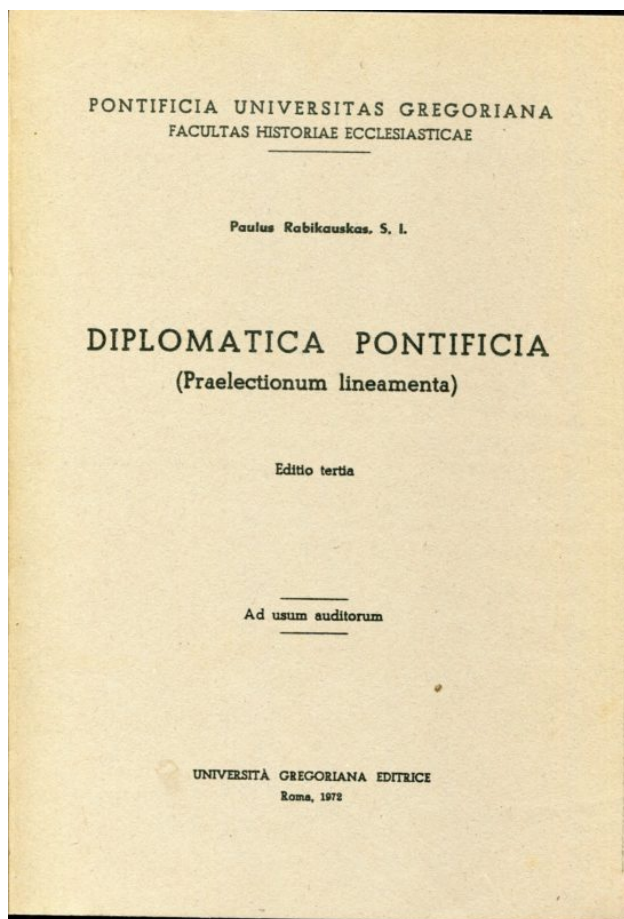 PONTIFICIA UNIVERSITAS GREGORIANA
FACULTAS HISTORIAE ECCLESIASTICAE
Paulus Rabikauskas, S. I.
DIPLOMATICA PONTIFICIA
(Praelectionum lineamenta)
Editio tertia
Ad usum auditorum
UNIVERSITÀ GREGORIANA EDITRICE
Roma, 1972